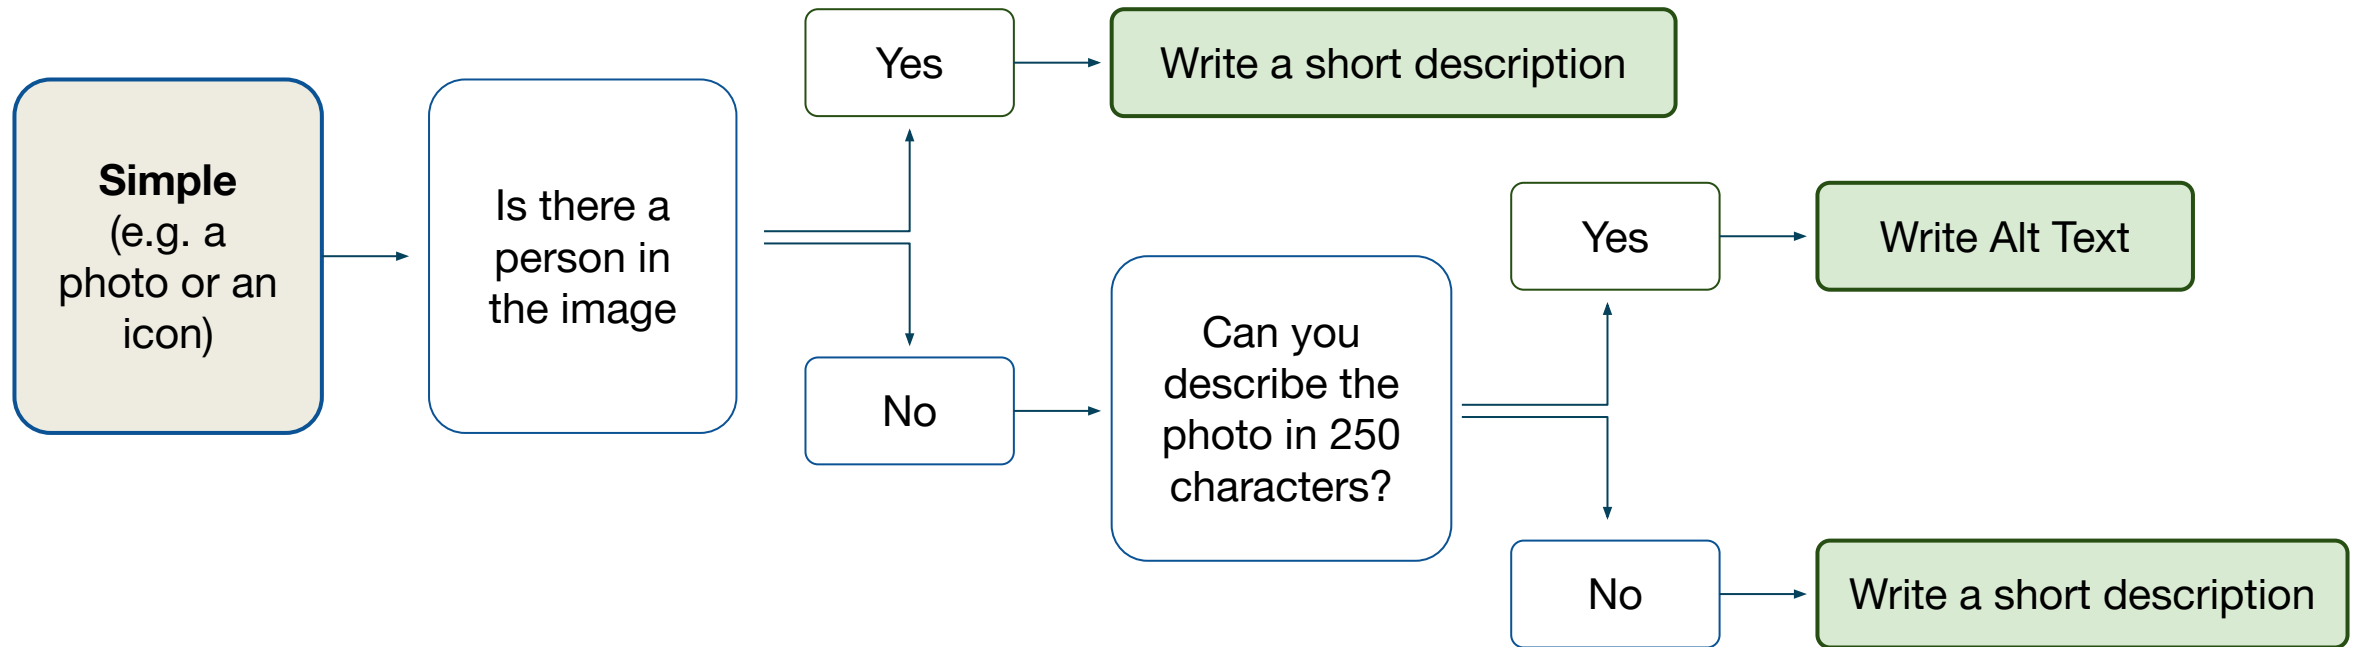 Simple
(e.g. a
photo or an
icon)
Is there a
person in
the image
Yes
Write a short description
No
Can you
describe the
photo in 250
characters?
Yes
Write Alt Text
No
Write a short description